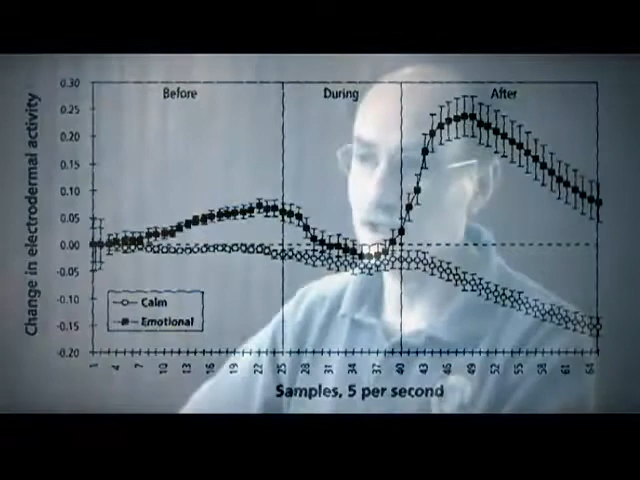 Before During After
Change in electrodermal activity
0.30
0.25
0.20
0.15
0.10
0.05
0.00
-0.05
-0.10
-0.15
-0.20
Calm
Emotional
1 4 7 10 13 16 19 22 25 28 31 34 37 40 43 46 49 52 55 58 61 64
Samples, 5 per second